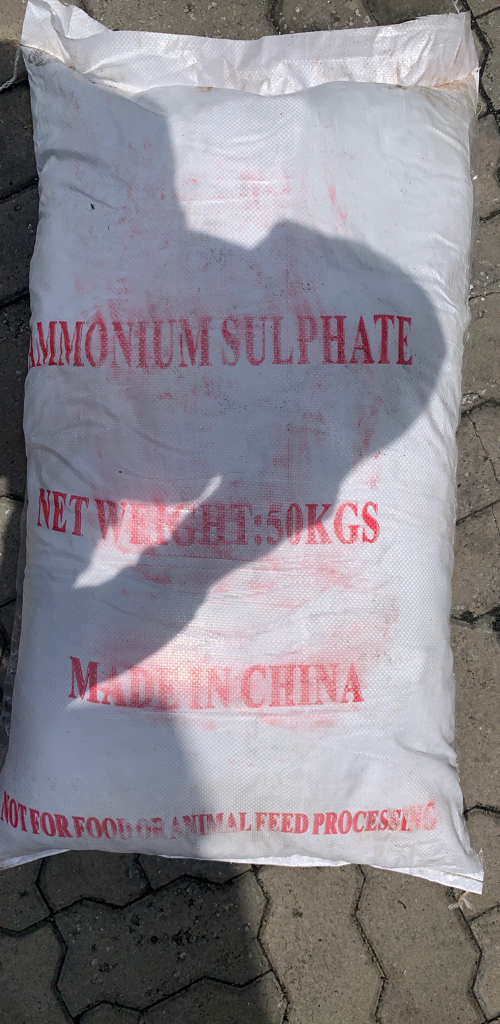 AMMONIUM SULPHATE
NET WEIGHT:50KGS
MADE IN CHINA
NOT FOR FOOD OR ANIMAL FEED PROCESSING